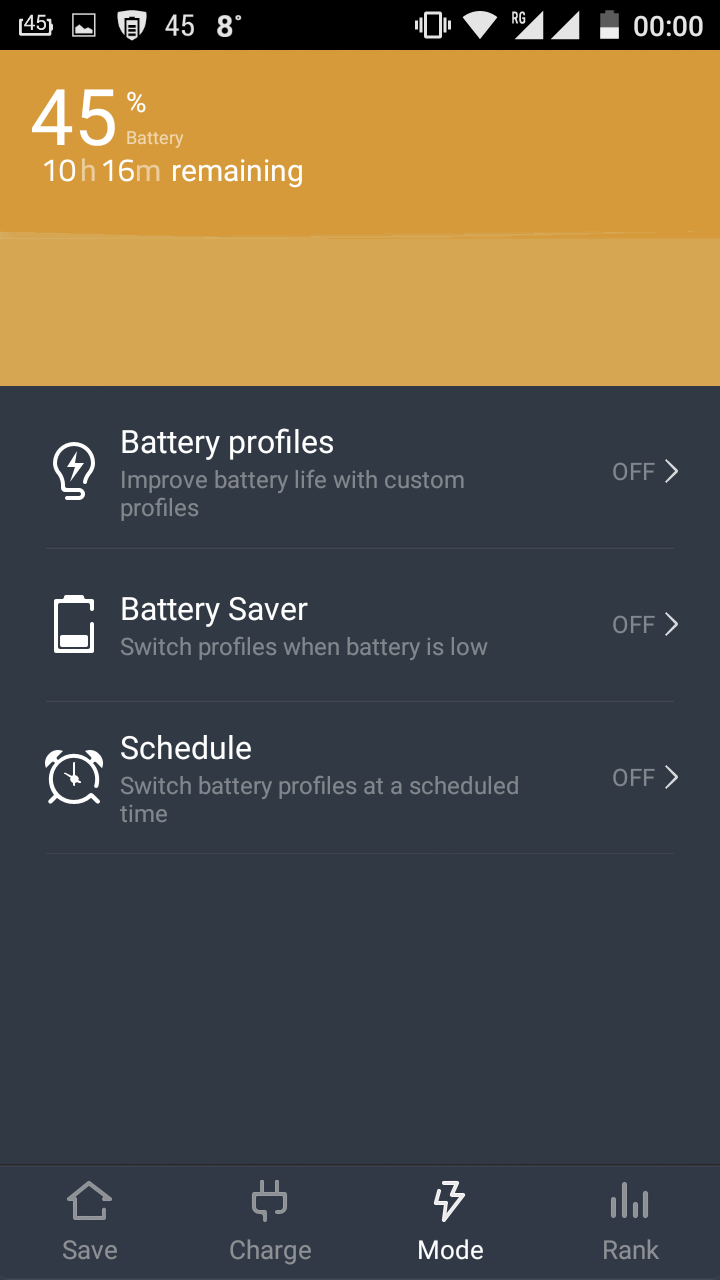 45 45 8° RG 00:00
45 %
Battery
10h 16m remaining
Battery profiles
Improve battery life with custom
profiles
OFF
Battery Saver
Switch profiles when battery is low
OFF
Schedule
Switch battery profiles at a scheduled
time
OFF
Save Charge Mode Rank